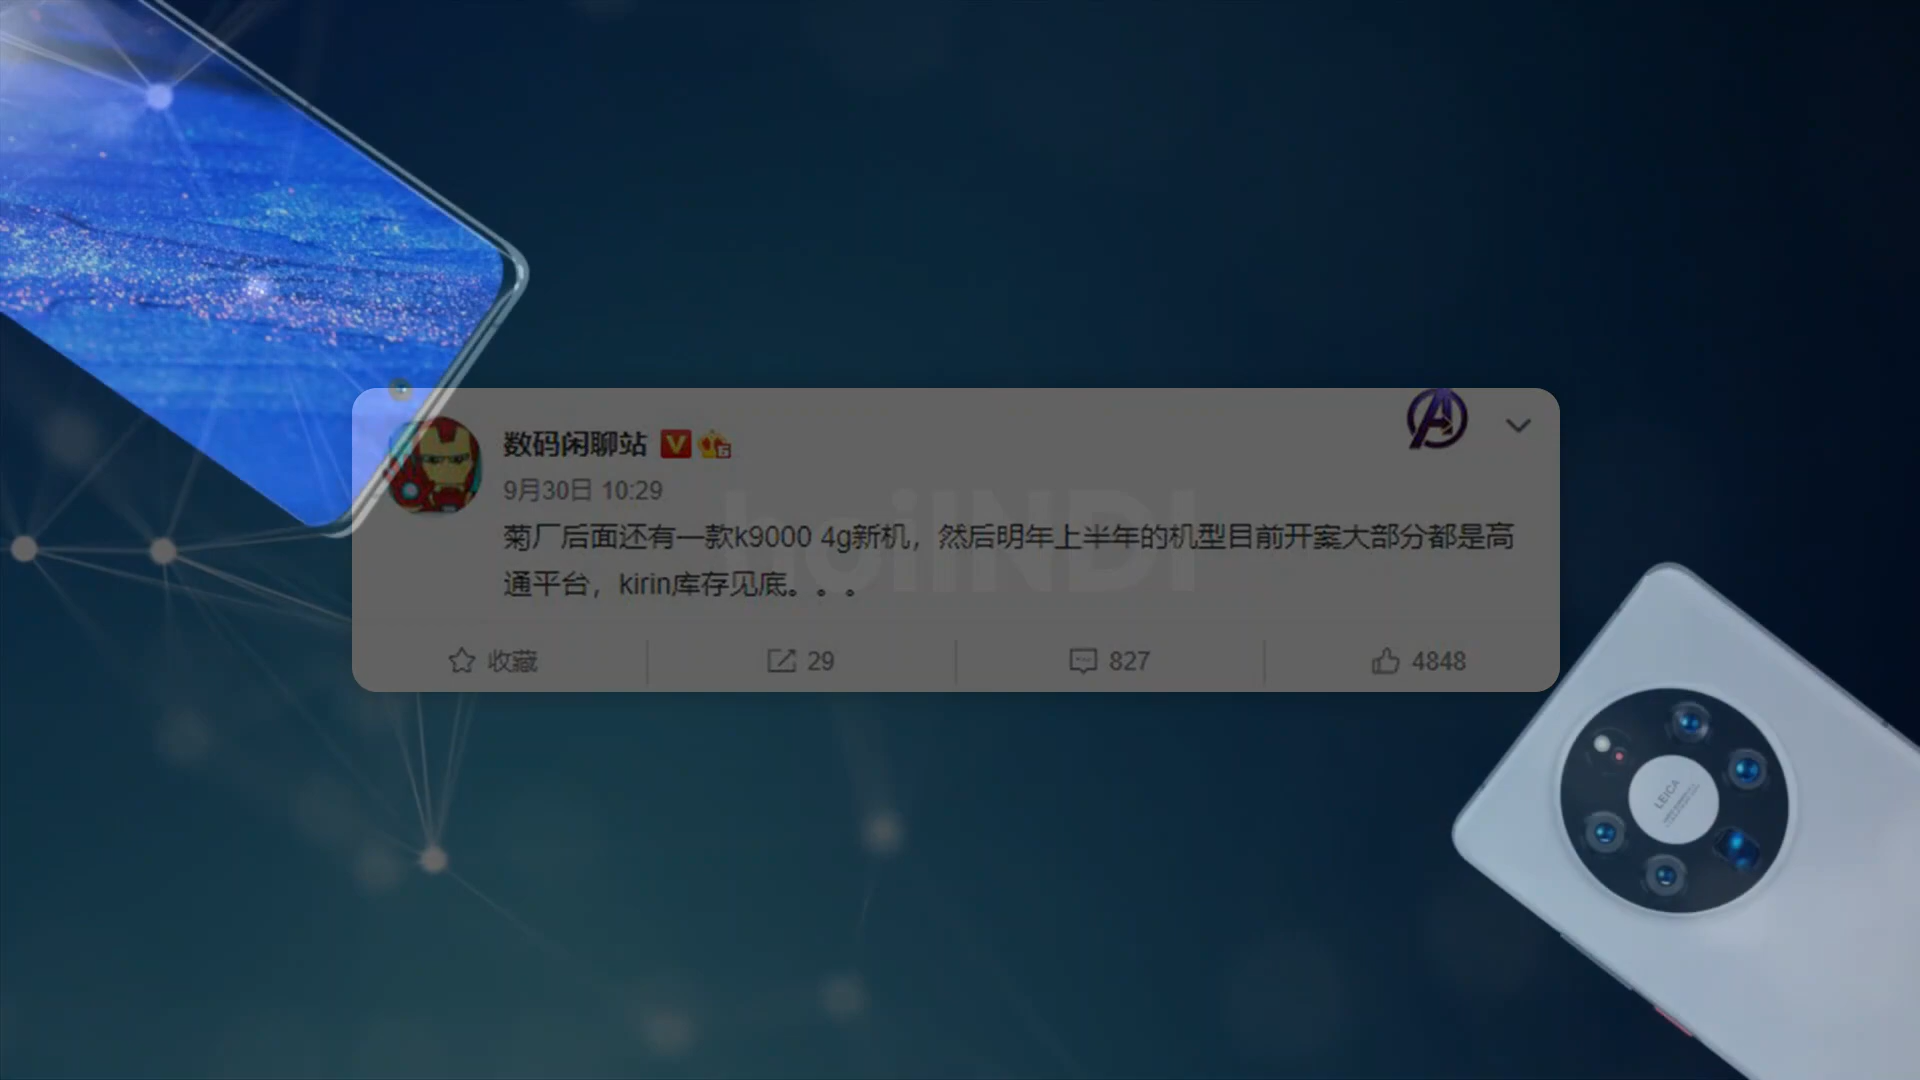 数码闲聊站
9月30日 10:29
菊厂后面还有一款k9000 4g新机，然后明年上半年的机型目前开案大部分都是高
通平台，kirin库存见底。。。
收藏
29
827
4848
LEICA